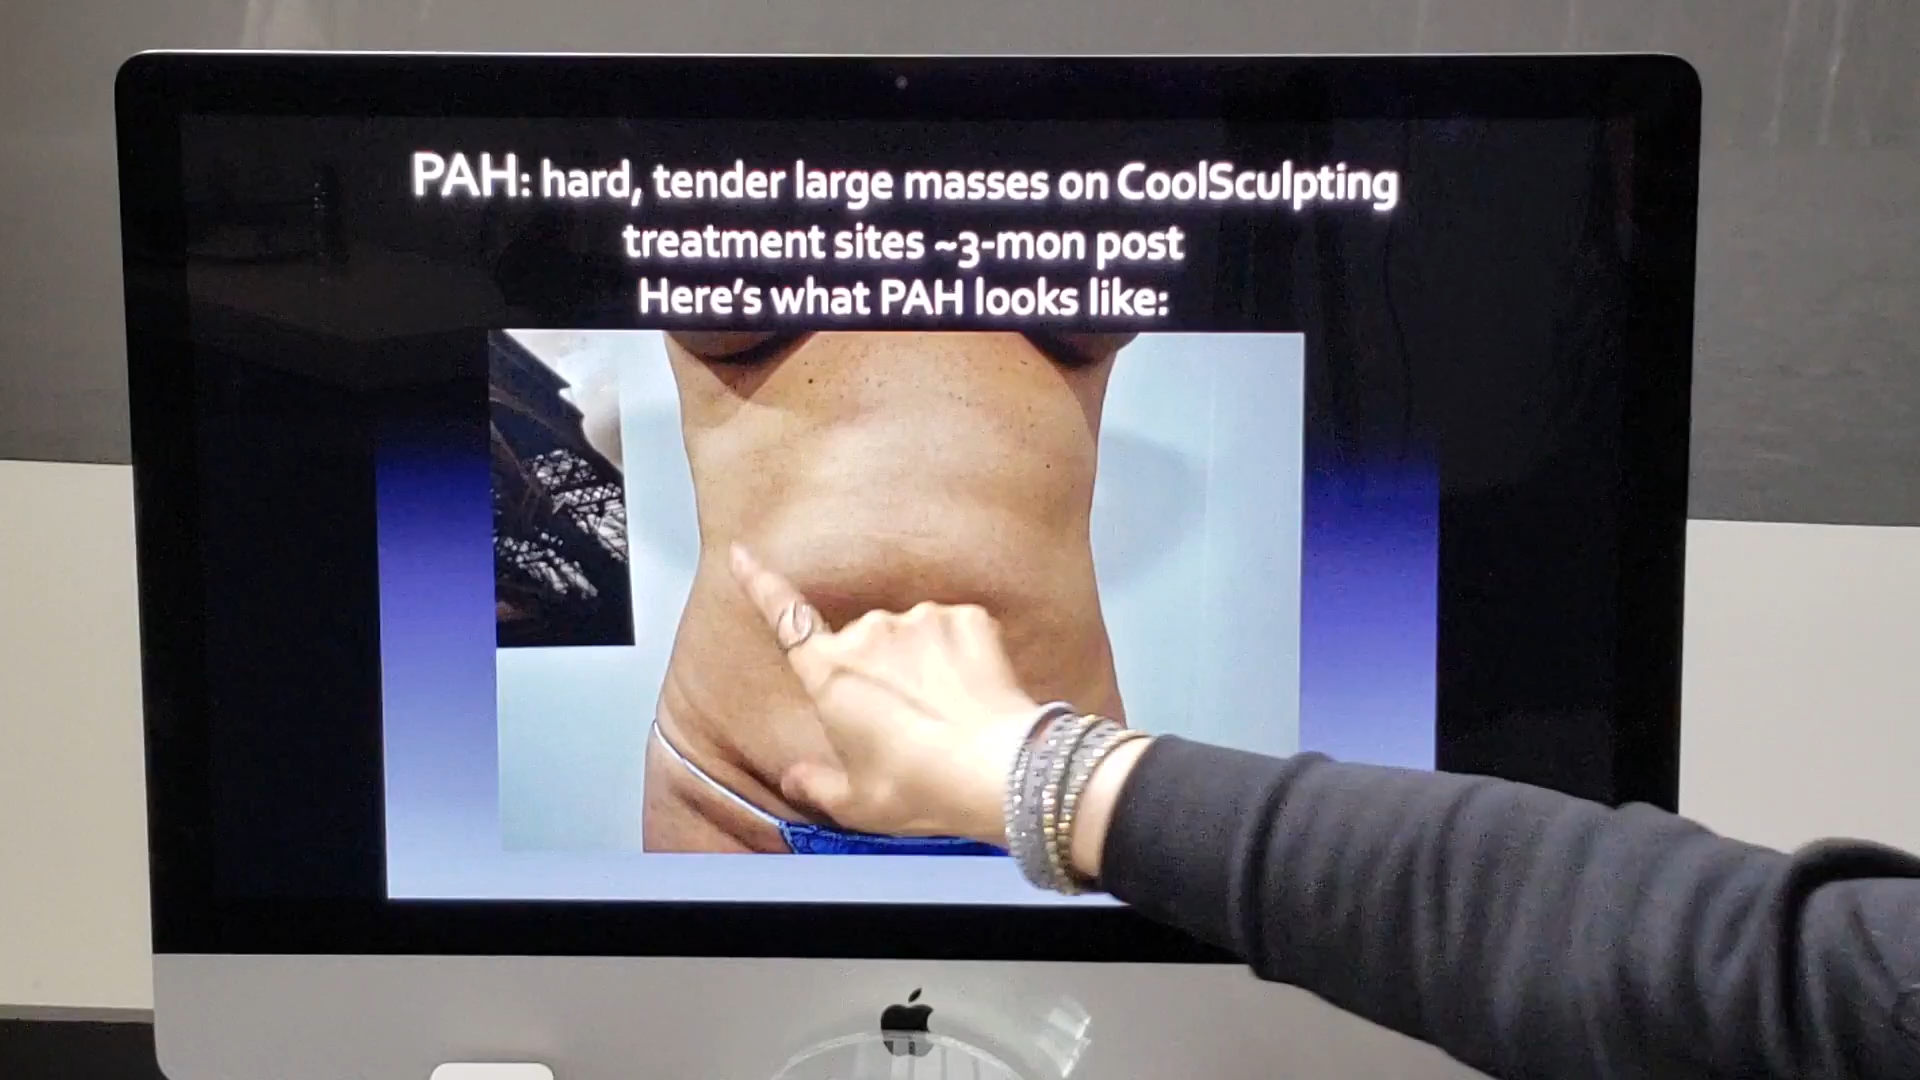 PAH: hard, tender large masses on CoolSculpting
treatment sites ~3-mon post
Here's what PAH looks like: